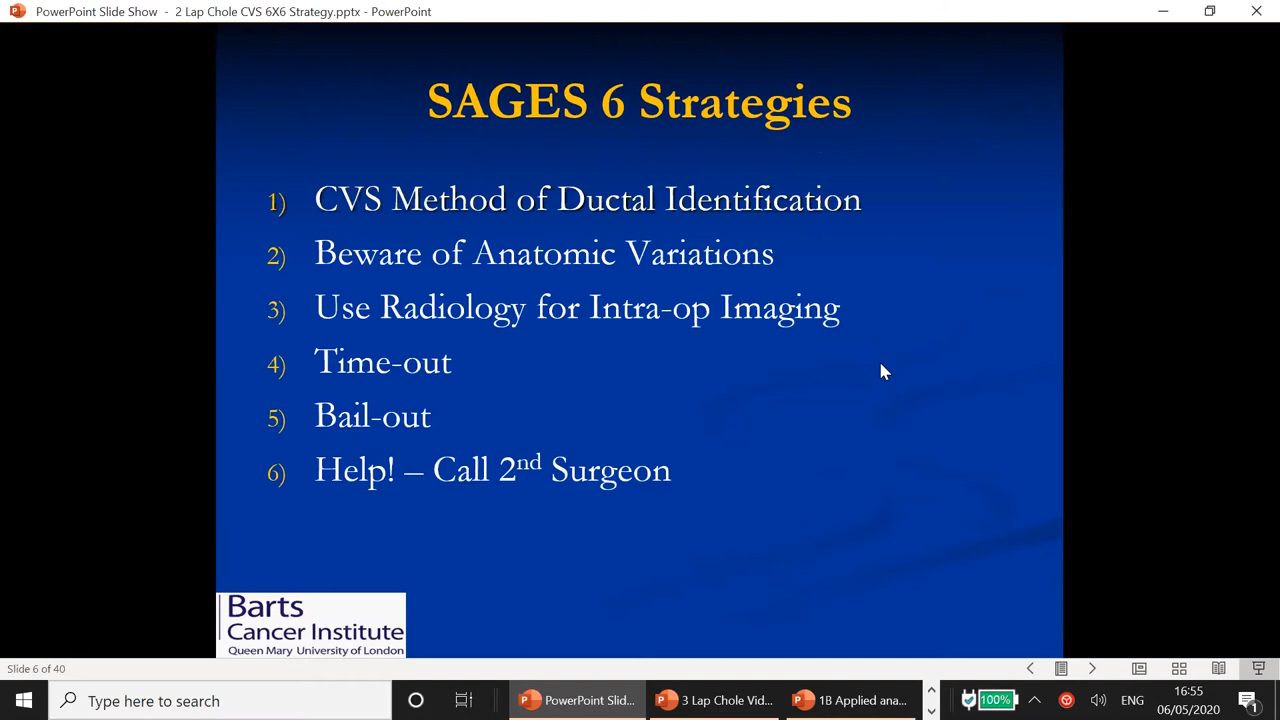 PowerPoint Slide Show - 2 Lap Chole CVS 6X6 Strategy.pptx - PowerPoint
SAGES 6 Strategies
1) CVS Method of Ductal Identification
2) Beware of Anatomic Variations
3) Use Radiology for Intra-op Imaging
4) Time-out
5) Bail-out
6) Help! – Call 2nd Surgeon
Barts
Cancer Institute
Queen Mary University of London
Slide 6 of 40
Type here to search
PowerPoint Slid...
3 Lap Chole Vid...
1B Applied ana...
100%
ENG
16:55
06/05/2020
1